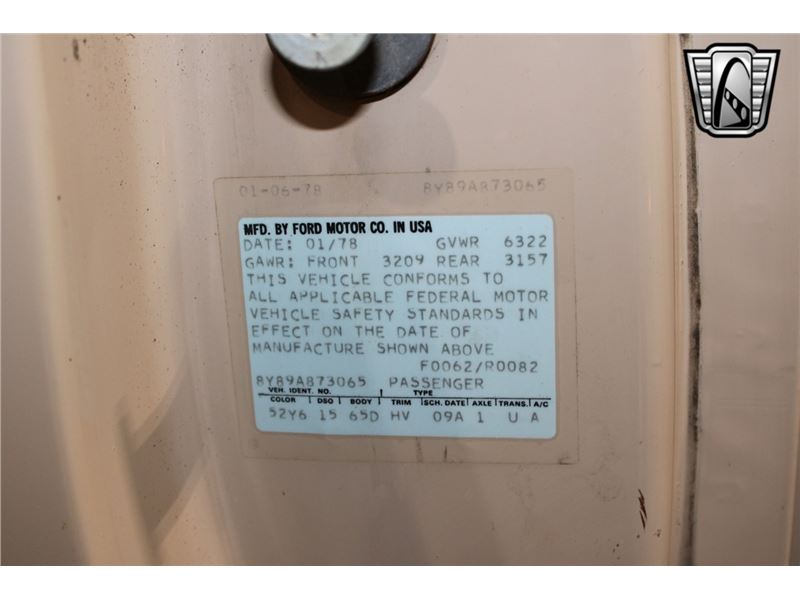 01-06-78 8Y89A873065
MFD. BY FORD MOTOR CO. IN USA
DATE: 01/78 GVWR 6322
GAWR: FRONT 3209 REAR 3157
THIS VEHICLE CONFORMS TO
ALL APPLICABLE FEDERAL MOTOR
VEHICLE SAFETY STANDARDS IN
EFFECT ON THE DATE OF
MANUFACTURE SHOWN ABOVE
F0062/R0082
8Y89A873065 PASSENGER
VEH. IDENT. NO. TYPE
COLOR DSO BODY TRIM SCH. DATE AXLE TRANS. A/C
52Y6 15 65D HV 09A 1 U A